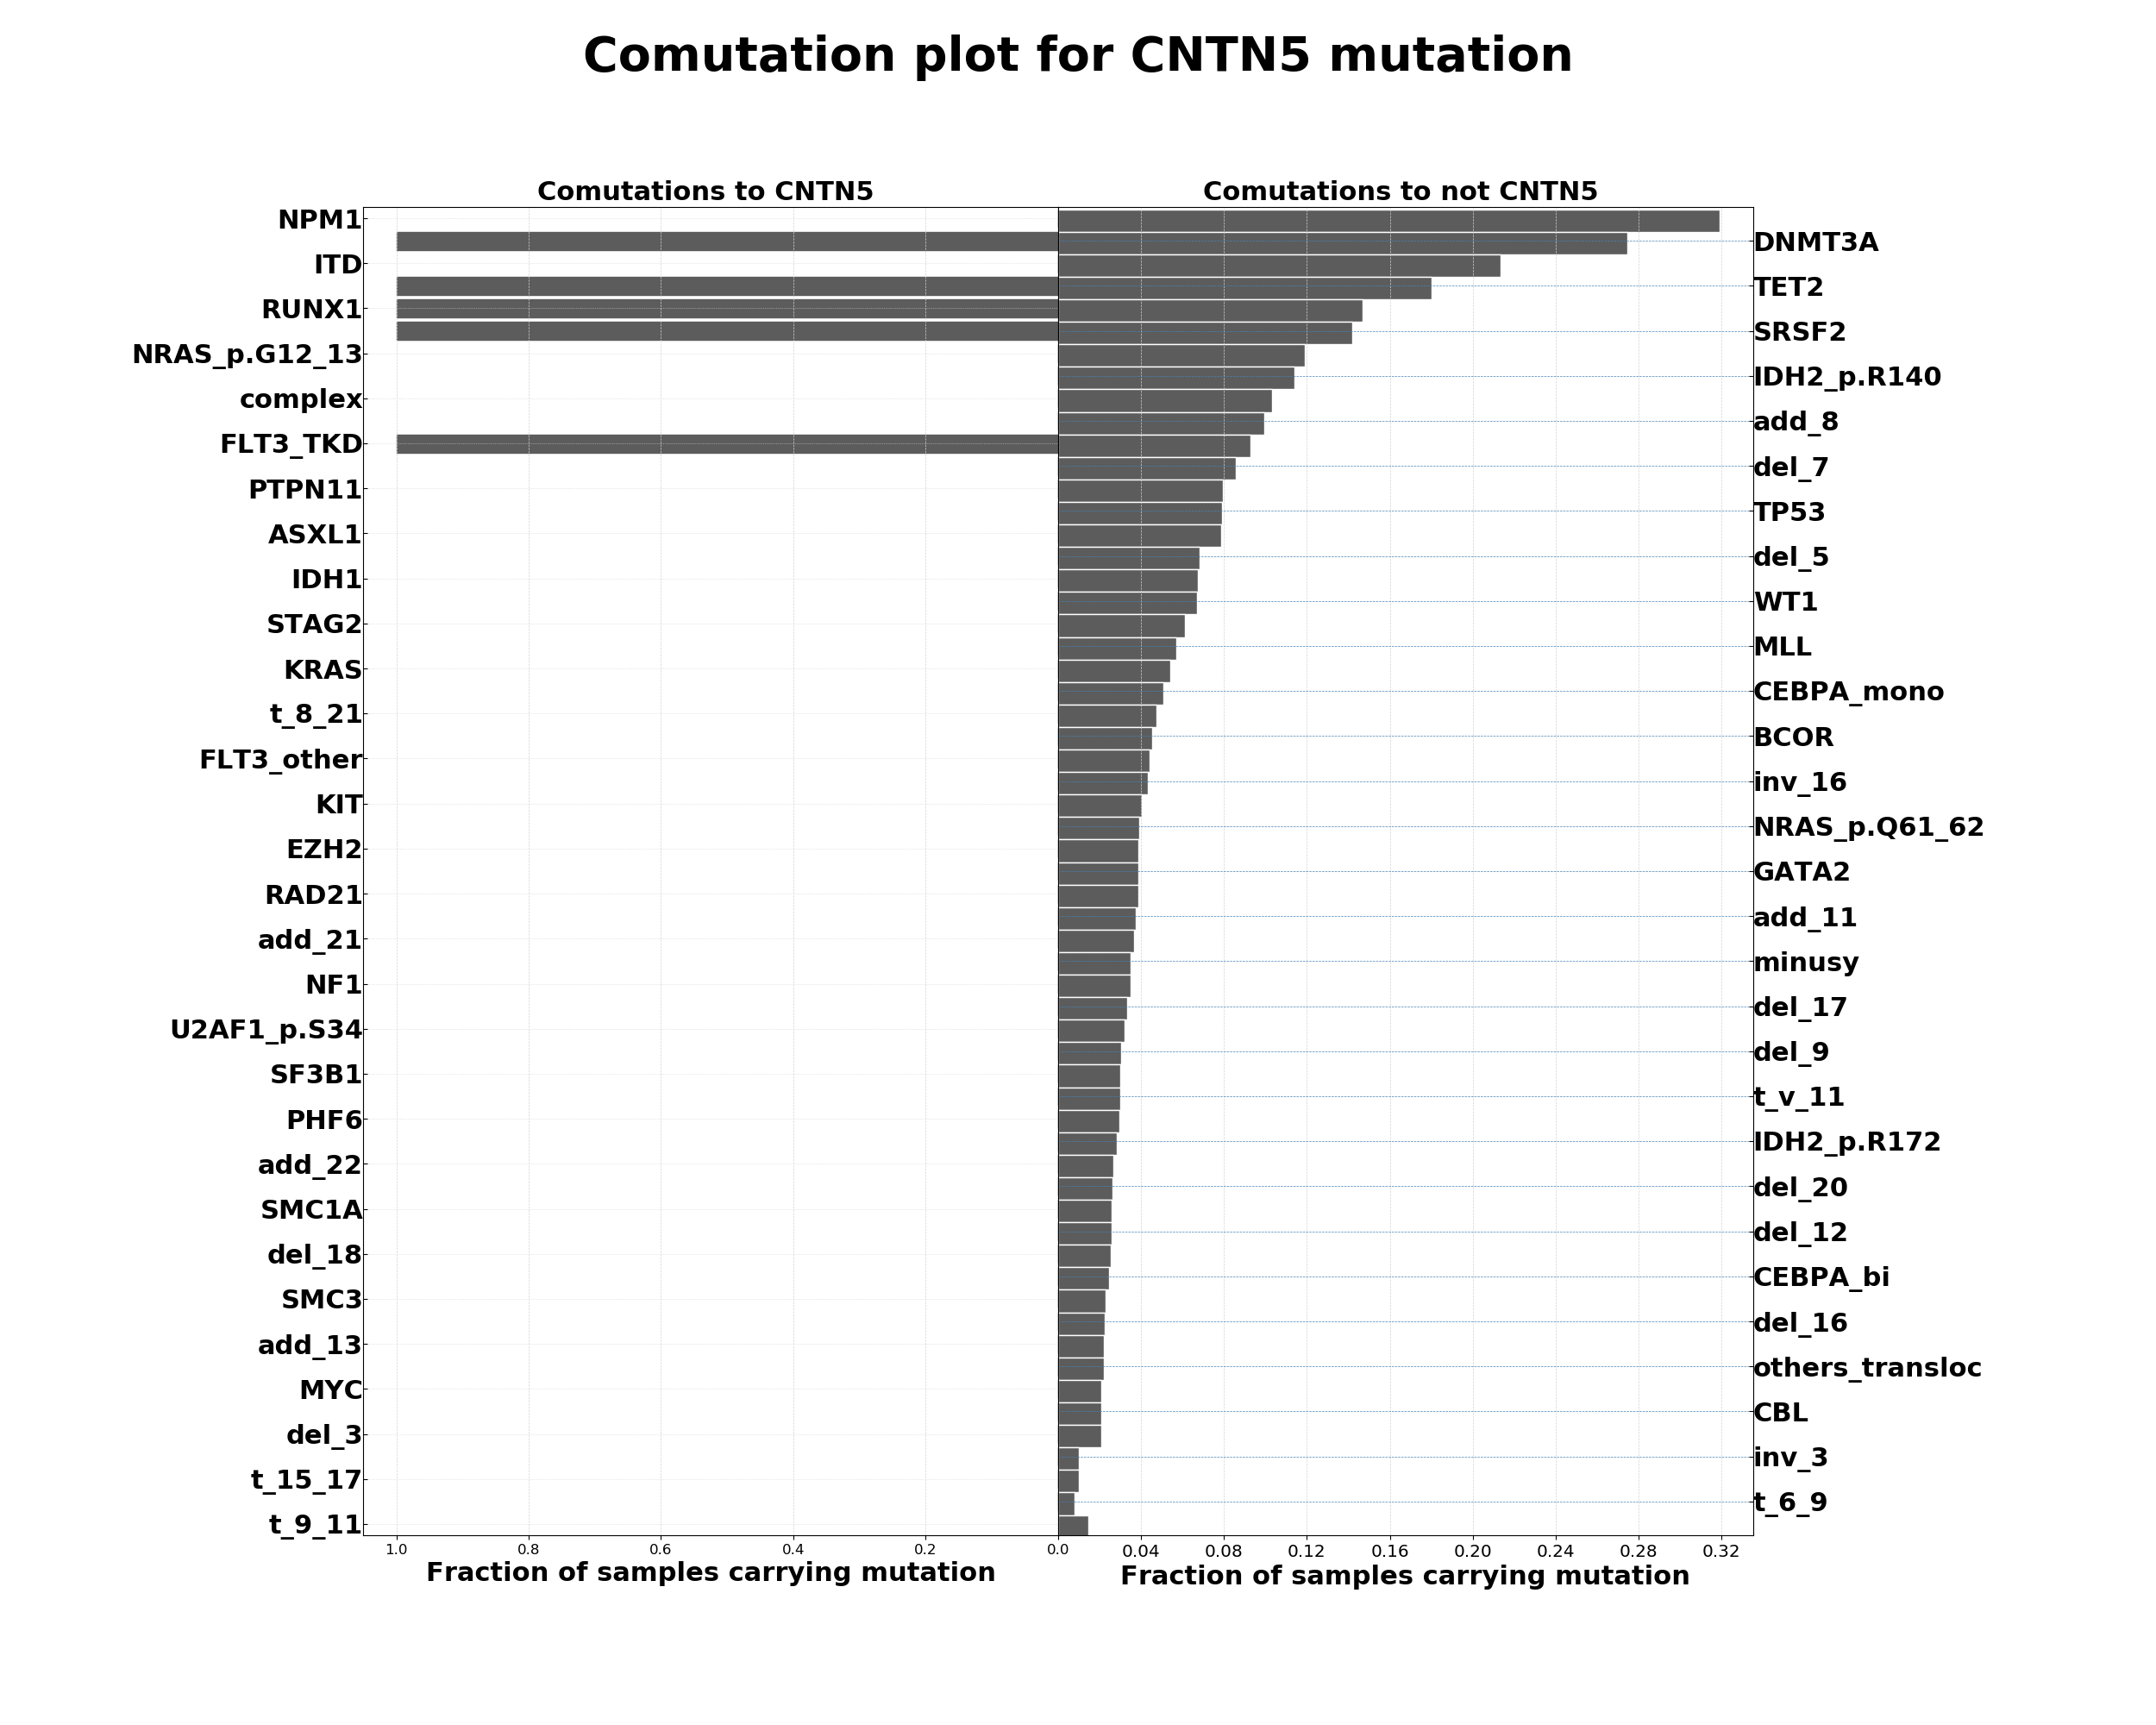 Comutation plot for CNTN5 mutation
Comutations to CNTN5
Comutations to not CNTN5
NPM1
DNMT3A
ITD
TET2
RUNX1
SRSF2
NRAS_p.G12_13
IDH2_p.R140
complex
add_8
FLT3_TKD
del_7
PTPN11
TP53
ASXL1
del_5
IDH1
WT1
STAG2
MLL
KRAS
CEBPA_mono
t_8_21
BCOR
FLT3_other
inv_16
KIT
NRAS_p.Q61_62
EZH2
GATA2
RAD21
add_11
add_21
minusy
NF1
del_17
U2AF1_p.S34
del_9
SF3B1
t_v_11
PHF6
IDH2_p.R172
add_22
del_20
SMC1A
del_12
del_18
CEBPA_bi
SMC3
del_16
add_13
others_transloc
MYC
CBL
del_3
inv_3
t_15_17
t_6_9
t_9_11
1.0 0.8 0.6 0.4 0.2 0.0 0.04 0.08 0.12 0.16 0.20 0.24 0.28 0.32
Fraction of samples carrying mutation
Fraction of samples carrying mutation